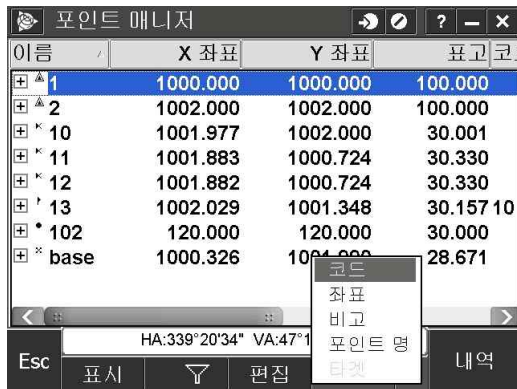 포인트 매니저 ? – X
이름 X 좌표 Y 좌표 표고 코
1 1000.000 1000.000 100.000
2 1002.000 1002.000 100.000
10 1001.977 1002.000 30.001
11 1001.883 1000.724 30.330
12 1001.882 1000.724 30.330
13 1002.029 1001.348 30.157 10
102 120.000 120.000 30.000
base 1000.326 28.671
코드
좌표
비고
포인트 명
타겟
HA:339°20'34" VA:47°1
Esc 표시 편집 내역